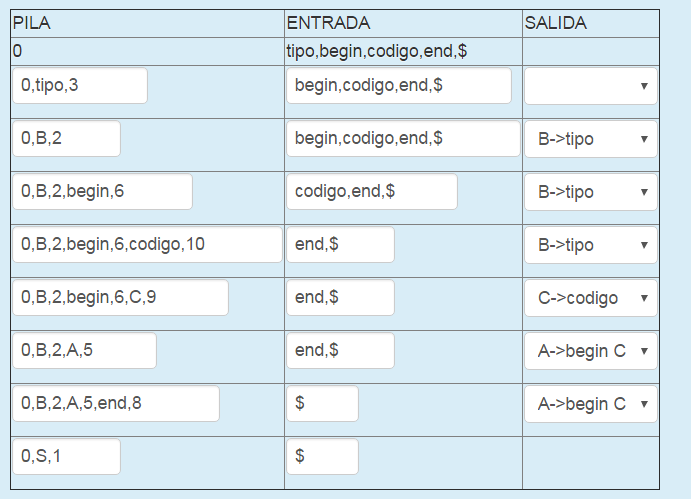 PILA ENTRADA SALIDA
0 tipo,begin,codigo,end,$
0,tipo,3 begin,codigo,end,$
0,B,2 begin,codigo,end,$ B->tipo
0,B,2,begin,6 codigo,end,$ B->tipo
0,B,2,begin,6,codigo,10 end,$ B->tipo
0,B,2,begin,6,C,9 end,$ C->codigo
0,B,2,A,5 end,$ A->begin C
0,B,2,A,5,end,8 $ A->begin C
0,S,1 $